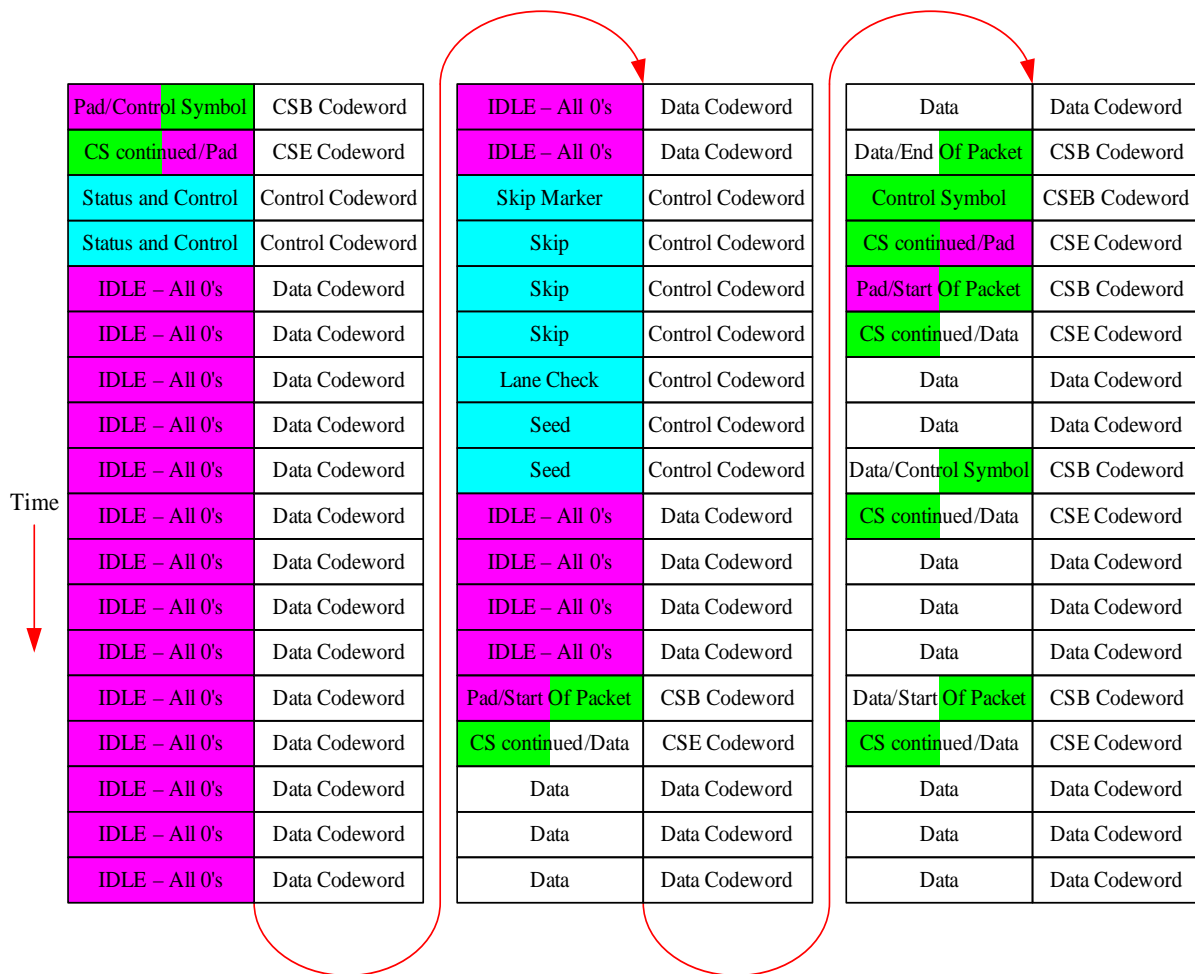 Pad/Control Symbol CSB Codeword
CS continued/Pad CSE Codeword
Status and Control Control Codeword
Status and Control Control Codeword
IDLE – All 0's Data Codeword
IDLE – All 0's Data Codeword
IDLE – All 0's Data Codeword
IDLE – All 0's Data Codeword
IDLE – All 0's Data Codeword
IDLE – All 0's Data Codeword
IDLE – All 0's Data Codeword
IDLE – All 0's Data Codeword
IDLE – All 0's Data Codeword
IDLE – All 0's Data Codeword
IDLE – All 0's Data Codeword
IDLE – All 0's Data Codeword
IDLE – All 0's Data Codeword
IDLE – All 0's Data Codeword
Time
IDLE – All 0's Data Codeword
IDLE – All 0's Data Codeword
Skip Marker Control Codeword
Skip Control Codeword
Skip Control Codeword
Skip Control Codeword
Lane Check Control Codeword
Seed Control Codeword
Seed Control Codeword
IDLE – All 0's Data Codeword
IDLE – All 0's Data Codeword
IDLE – All 0's Data Codeword
IDLE – All 0's Data Codeword
Pad/Start Of Packet CSB Codeword
CS continued/Data CSE Codeword
Data Data Codeword
Data Data Codeword
Data Data Codeword
Data Data Codeword
Data/End Of Packet CSB Codeword
Control Symbol CSEB Codeword
CS continued/Pad CSE Codeword
Pad/Start Of Packet CSB Codeword
CS continued/Data CSE Codeword
Data Data Codeword
Data Data Codeword
Data/Control Symbol CSB Codeword
CS continued/Data CSE Codeword
Data Data Codeword
Data Data Codeword
Data Data Codeword
Data/Start Of Packet CSB Codeword
CS continued/Data CSE Codeword
Data Data Codeword
Data Data Codeword
Data Data Codeword